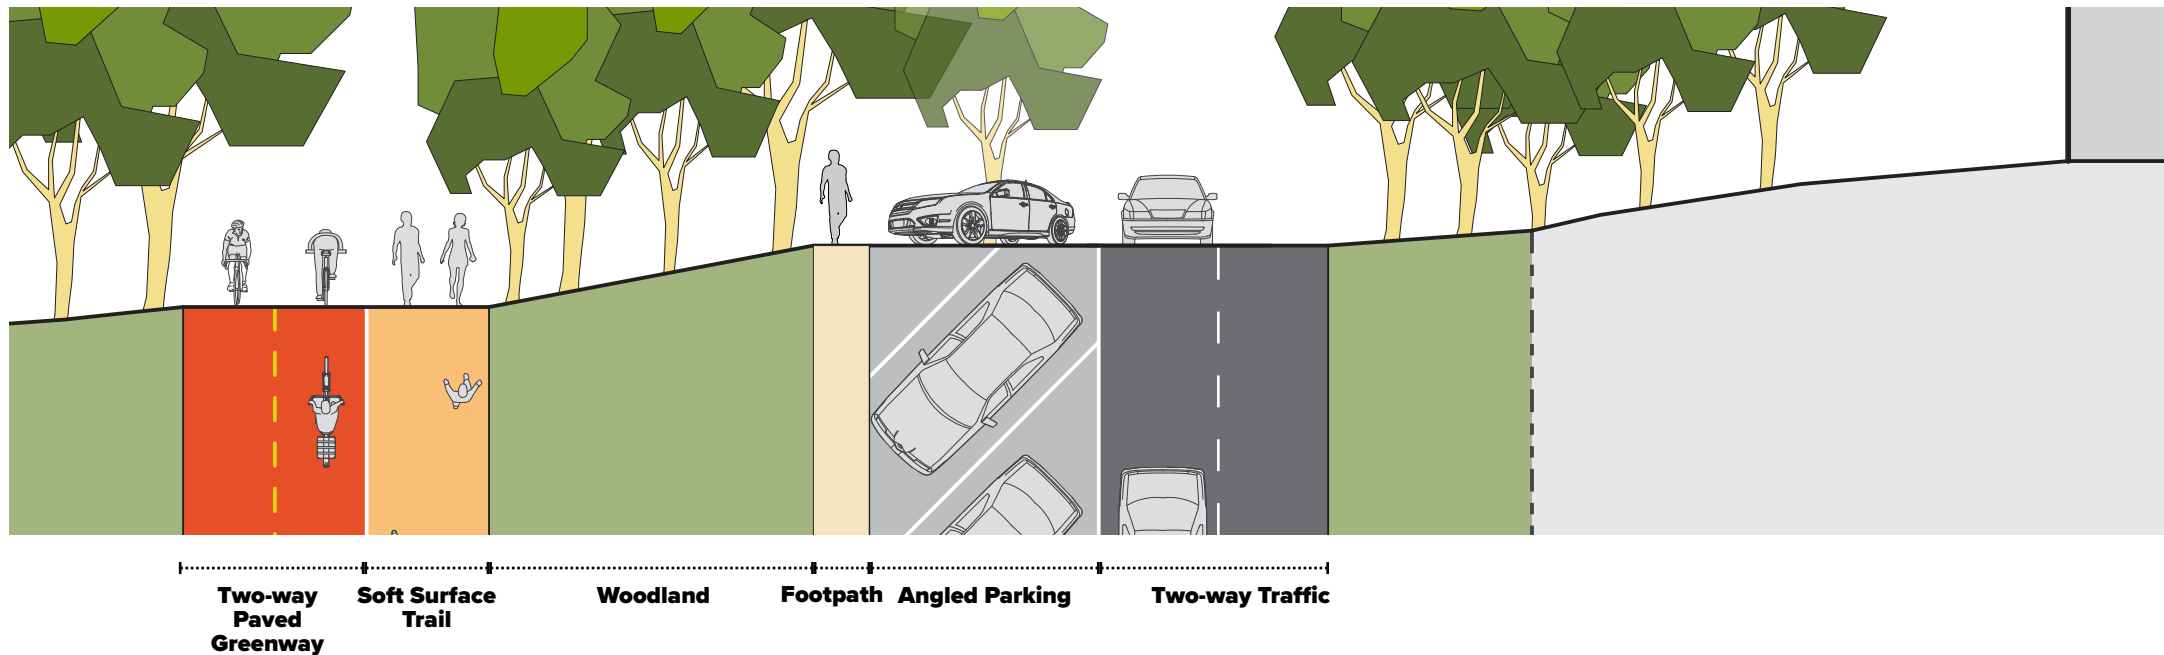 Two-way
Paved
Greenway
Soft Surface
Trail
Woodland
Footpath
Angled Parking
Two-way Traffic